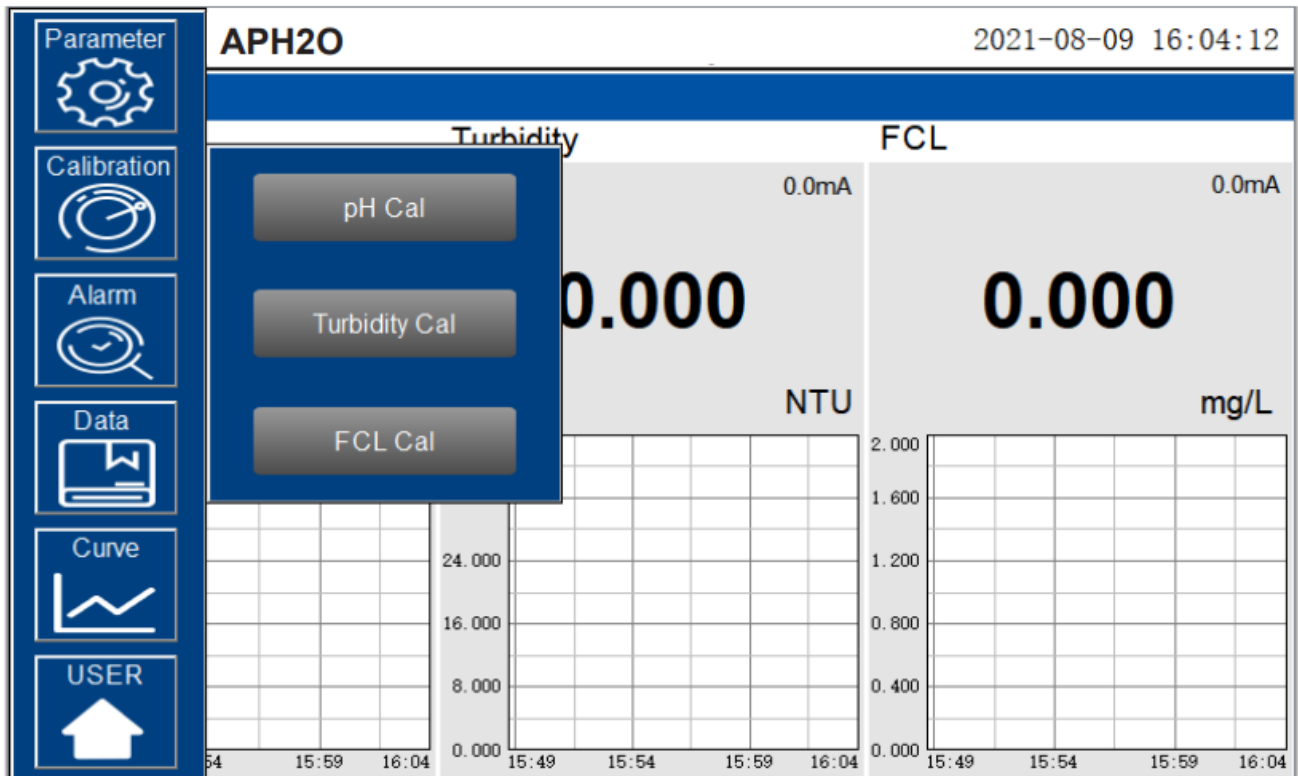 Parameter
Calibration
Alarm
Data
Curve
USER
APH2O
2021-08-09 16:04:12
pH Cal
Turbidity Cal
FCL Cal
Turbidity
0.0mA
0.000
NTU
FCL
0.0mA
0.000
mg/L
15:59 16:04
24.000
16.000
8.000
0.000
15:49 15:54 15:59 16:04
2.000
1.600
1.200
0.800
0.400
0.000
15:49 15:54 15:59 16:04